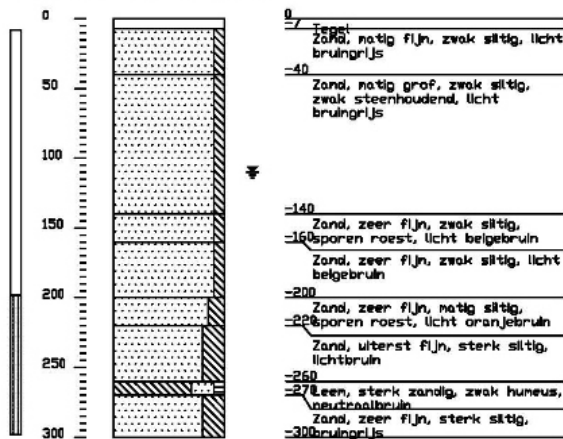 0
50
100
150
200
250
300
0
-7
Tegel
Zand, matig fijn, zwak siltig, licht
bruingrijs
-40
Zand, matig grof, zwak siltig,
zwak steenhoudend, licht
bruingrijs
-140
Zand, zeer fijn, zwak siltig,
sporen roest, licht beigebruin
-160
Zand, zeer fijn, zwak siltig, licht
beigebruin
-200
Zand, zeer fijn, matig siltig,
sporen roest, licht oranjebruin
-220
Zand, uiterst fijn, sterk siltig,
lichtbruin
-260
Leem, sterk zandig, zwak humeus,
-270
neutraalbruin
Zand, zeer fijn, sterk siltig,
bruingrijs
-300